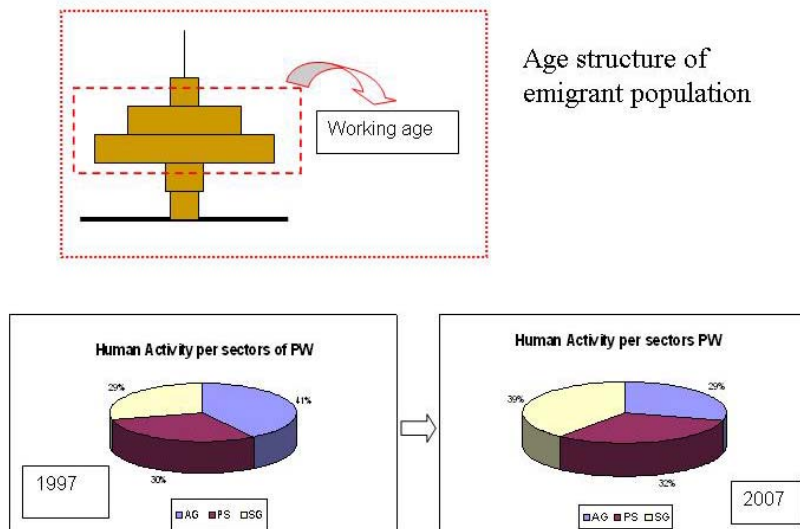 Age structure of
emigrant population
Working age
Human Activity per sectors of PW
29%
41%
30%
1997
AG PS SG
Human Activity per sectors PW
39%
29%
32%
2007
AG PS SG